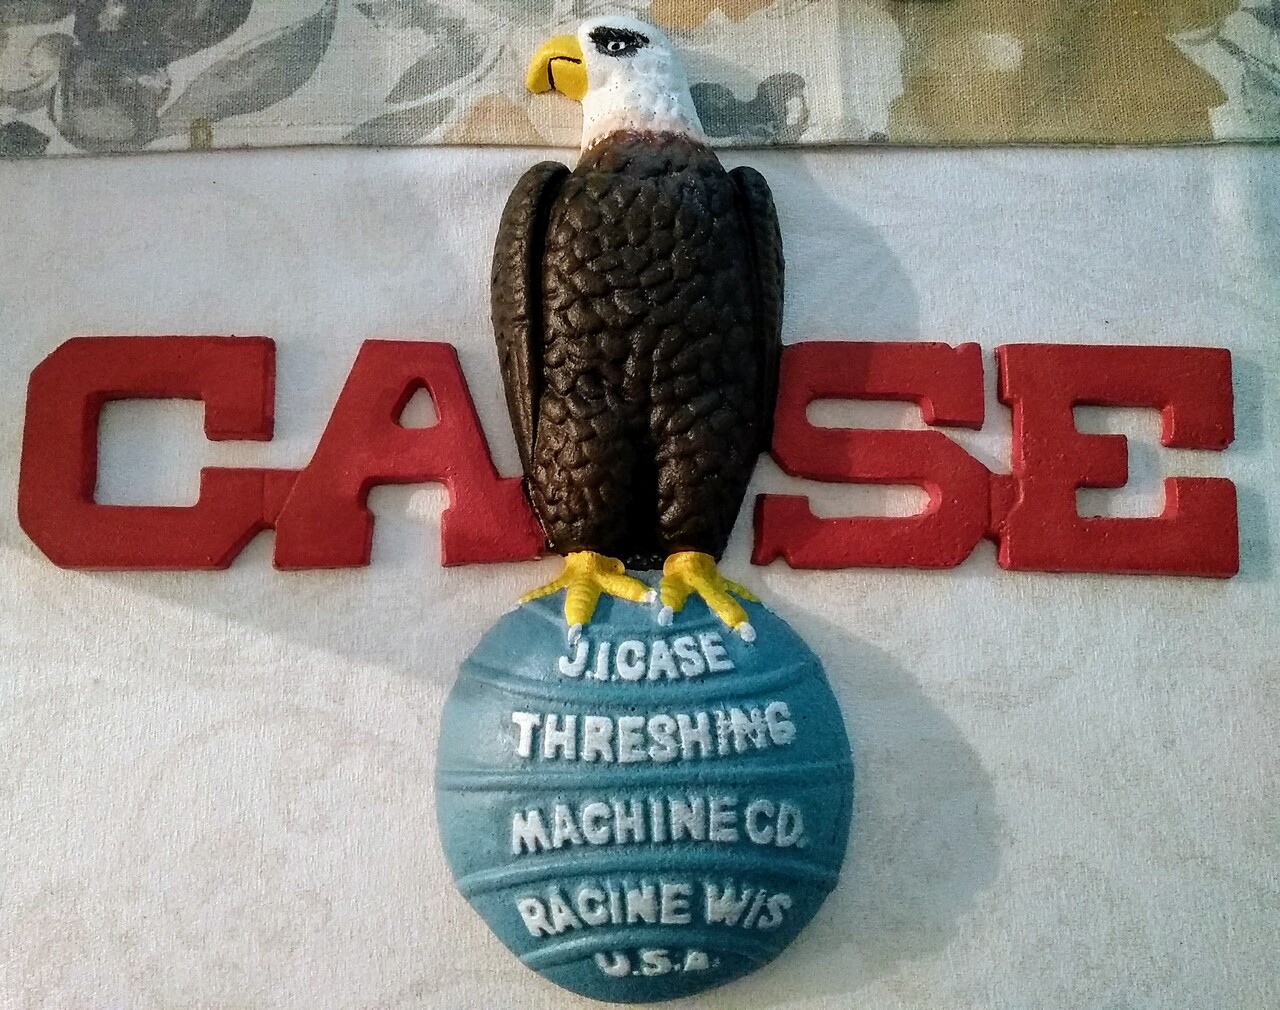 CASE
J.I.CASE
THRESHING
MACHINE CO.
RACINE WIS
U.S.A.